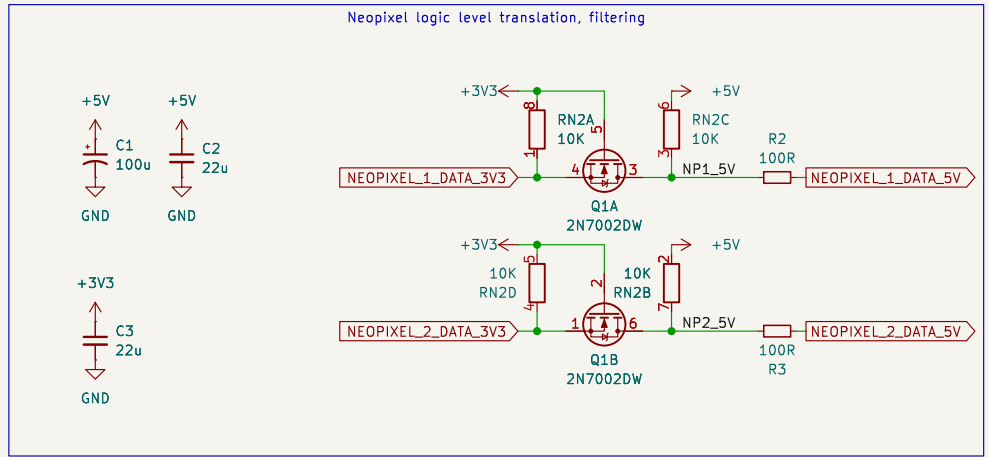 Neopixel logic level translation, filtering
+5V
C1
100u
GND
+5V
C2
22u
GND
+3V3
C3
22u
GND
+3V3
8
RN2A
10K
1
5
4
3
Q1A
2N7002DW
+5V
6
RN2C
10K
3
NEOPIXEL_1_DATA_3V3
NP1_5V
R2
100R
NEOPIXEL_1_DATA_5V
+3V3
5
10K
RN2D
4
2
1
6
Q1B
2N7002DW
+5V
2
10K
RN2B
7
NEOPIXEL_2_DATA_3V3
NP2_5V
100R
R3
NEOPIXEL_2_DATA_5V